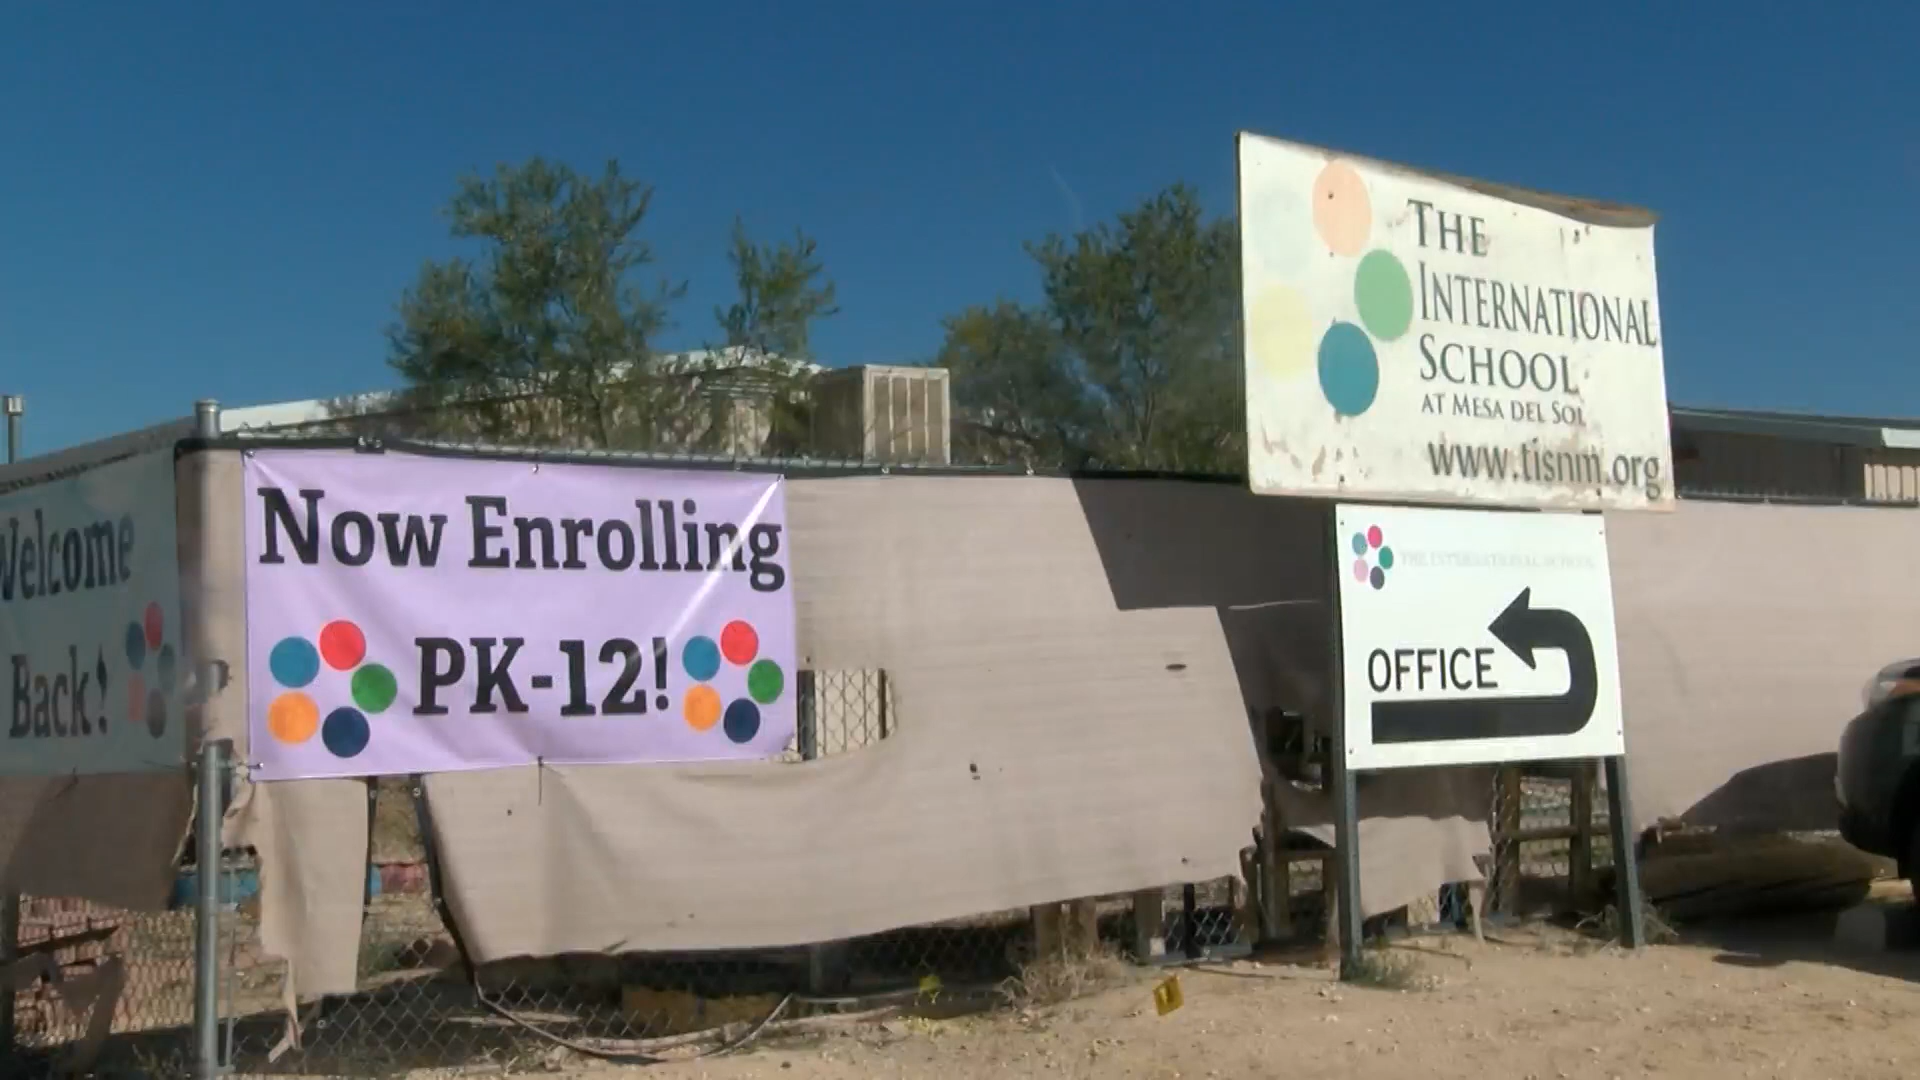 Welcome
Back!
Now Enrolling
PK-12!
THE
INTERNATIONAL
SCHOOL
AT MESA DEL SOL
www.tisnm.org
THE INTERNATIONAL SCHOOL
OFFICE